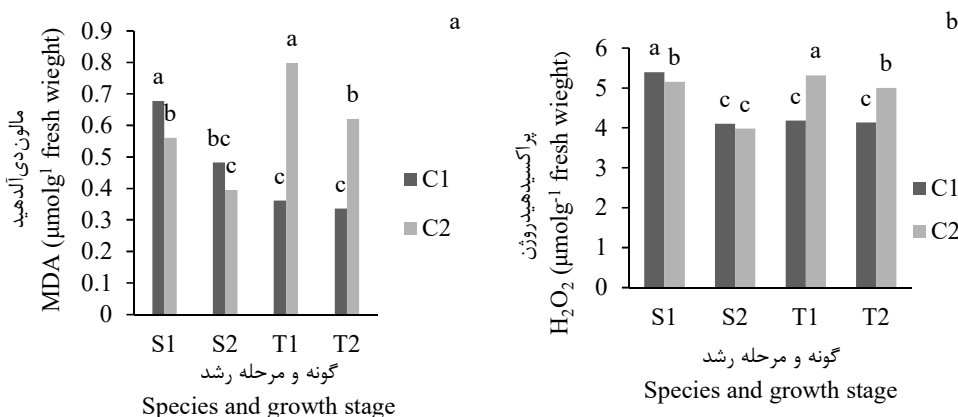 a
مالون‌دی‌آلدهید
MDA (µmolg¹ fresh wieght)
0.9
0.8
0.7
0.6
0.5
0.4
0.3
0.2
0.1
0
a
b
bc
c
c
a
c
b
S1 S2 T1 T2
گونه و مرحله رشد
Species and growth stage
C1
C2
b
پراکسیدهیدروژن
H₂O₂ (µmolg⁻¹ fresh wieght)
6
5
4
3
2
1
0
a
b
c
c
c
a
c
b
S1 S2 T1 T2
گونه و مرحله رشد
Species and growth stage
C1
C2